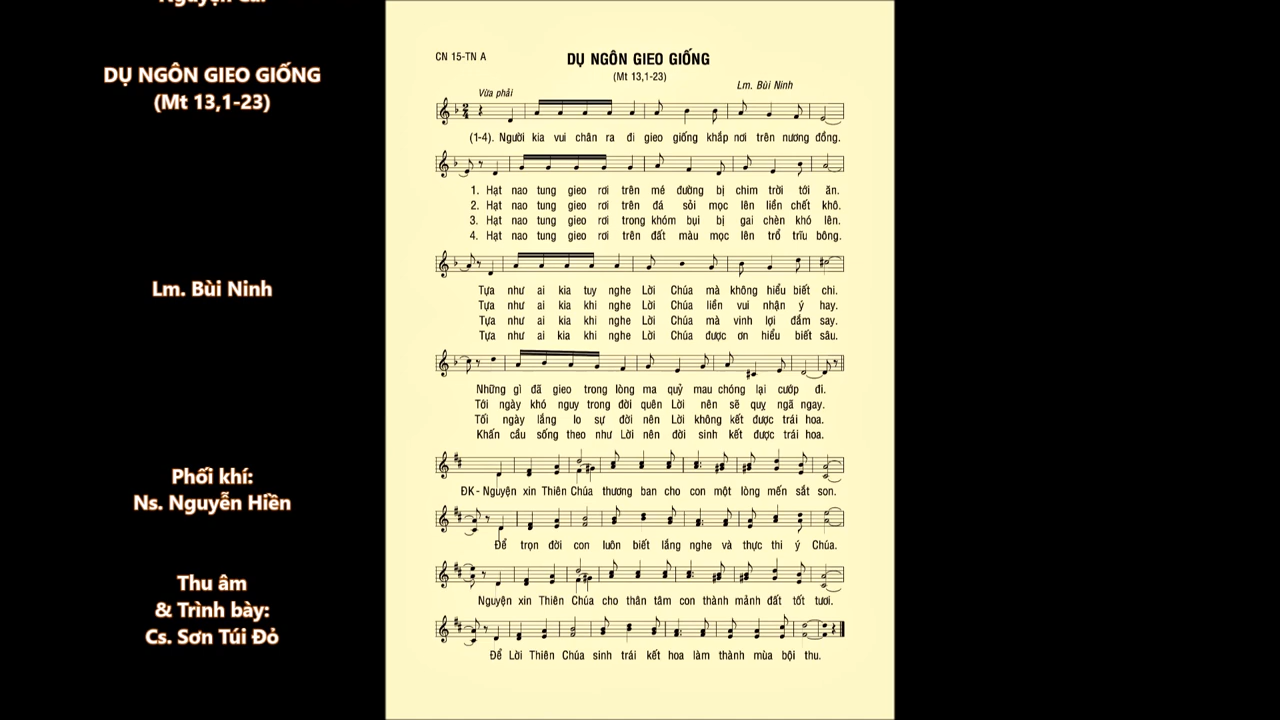 Nguyện Ca:
DỤ NGÔN GIEO GIỐNG
(Mt 13,1-23)
Lm. Bùi Ninh
Phối khí:
Ns. Nguyễn Hiền
Thu âm
& Trình bày:
Cs. Sơn Túi Đỏ
CN 15-TN A
DỤ NGÔN GIEO GIỐNG
(Mt 13,1-23)
Lm. Bùi Ninh
Vừa phải
(1-4). Người kia vui chân ra đi gieo giống khắp nơi trên nương đồng.
1. Hạt nao tung gieo rơi trên mé đường bị chim trời tới ăn.
2. Hạt nao tung gieo rơi trên đá sỏi mọc lên liền chết khô.
3. Hạt nao tung gieo rơi trong khóm bụi bị gai chèn khó lên.
4. Hạt nao tung gieo rơi trên đất màu mọc lên trổ trĩu bông.
Tựa như ai kia tuy nghe Lời Chúa mà không hiểu biết chi.
Tựa như ai kia khi nghe Lời Chúa liền vui nhận ý hay.
Tựa như ai kia khi nghe Lời Chúa mà vinh lợi đắm say.
Tựa như ai kia khi nghe Lời Chúa được ơn hiểu biết sâu.
Những gì đã gieo trong lòng ma quỷ mau chóng lại cướp đi.
Tới ngày khó nguy trong đời quên Lời nên sẽ quỵ ngã ngay.
Tối ngày lắng lo sự đời nên Lời không kết được trái hoa.
Khấn cầu sống theo như Lời nên đời sinh kết được trái hoa.
ĐK- Nguyện xin Thiên Chúa thương ban cho con một lòng mến sắt son.
Để trọn đời con luôn biết lắng nghe và thực thi ý Chúa.
Nguyện xin Thiên Chúa cho thân tâm con thành mảnh đất tốt tươi.
Để Lời Thiên Chúa sinh trái kết hoa làm thành mùa bội thu.